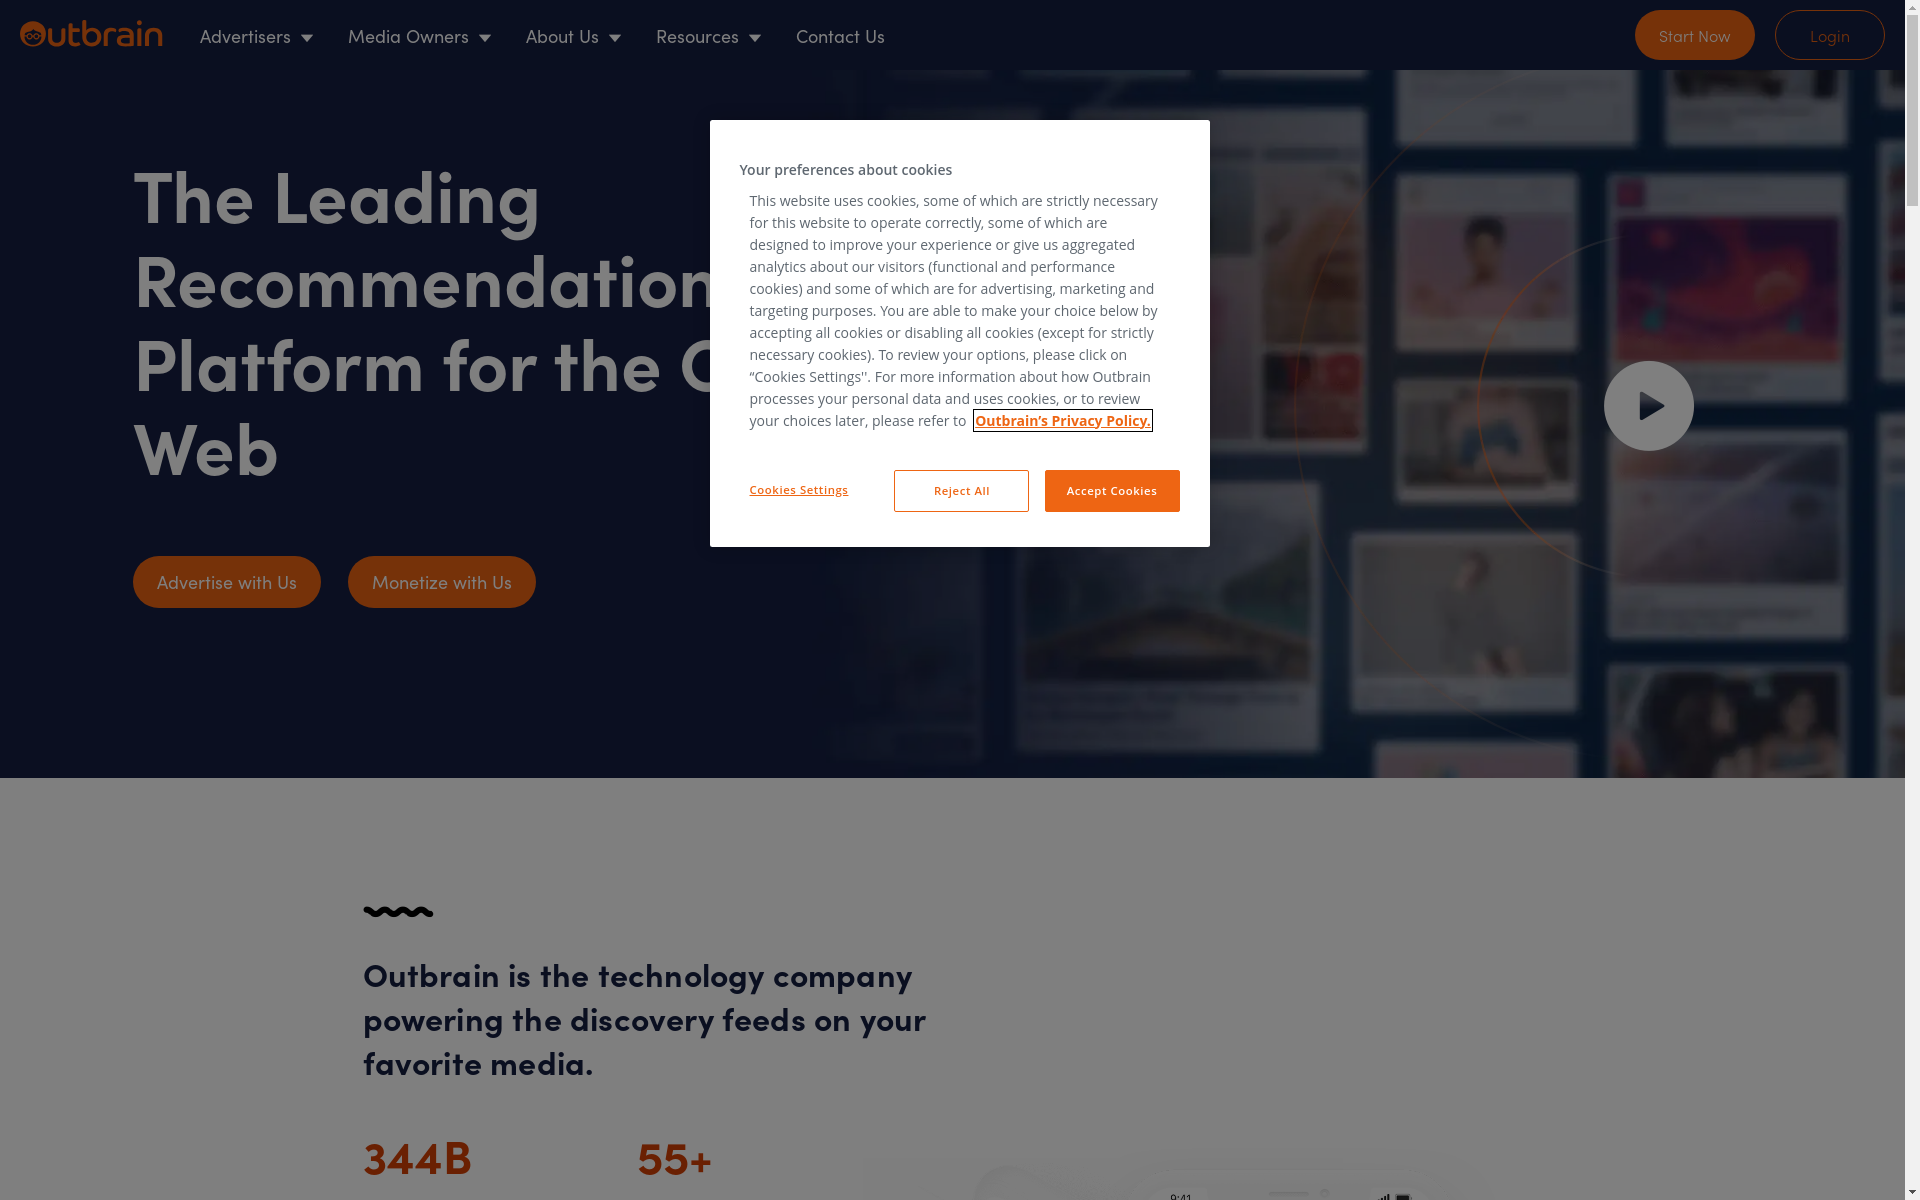 Outbrain
Advertisers
Media Owners
About Us
Resources
Contact Us
Start Now
Login
The Leading
Recommendation
Platform for the O
Web
Advertise with Us
Monetize with Us
Your preferences about cookies
This website uses cookies, some of which are strictly necessary
for this website to operate correctly, some of which are
designed to improve your experience or give us aggregated
analytics about our visitors (functional and performance
cookies) and some of which are for advertising, marketing and
targeting purposes. You are able to make your choice below by
accepting all cookies or disabling all cookies (except for strictly
necessary cookies). To review your options, please click on
“Cookies Settings''. For more information about how Outbrain
processes your personal data and uses cookies, or to review
your choices later, please refer to Outbrain’s Privacy Policy.
Cookies Settings
Reject All
Accept Cookies
Outbrain is the technology company
powering the discovery feeds on your
favorite media.
344B
55+
9:41